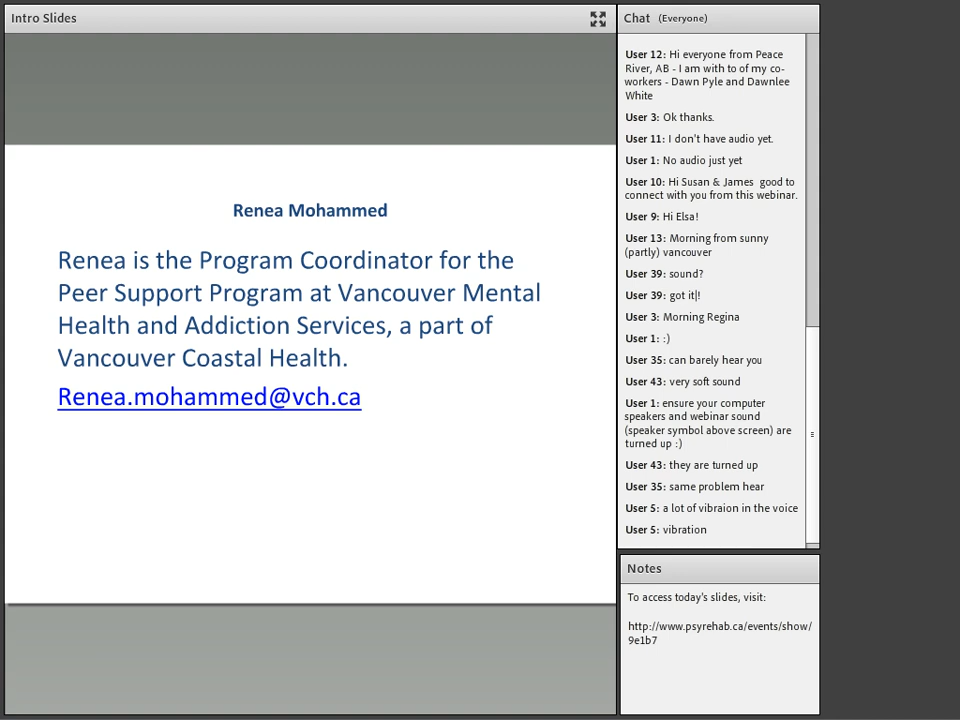 Intro Slides
Renea Mohammed
Renea is the Program Coordinator for the
Peer Support Program at Vancouver Mental
Health and Addiction Services, a part of
Vancouver Coastal Health.
Renea.mohammed@vch.ca
Chat (Everyone)
User 12: Hi everyone from Peace
River, AB - I am with to of my co-
workers - Dawn Pyle and Dawnlee
White
User 3: Ok thanks.
User 11: I don't have audio yet.
User 1: No audio just yet
User 10: Hi Susan & James good to
connect with you from this webinar.
User 9: Hi Elsa!
User 13: Morning from sunny
(partly) vancouver
User 39: sound?
User 39: got it!
User 3: Morning Regina
User 1: :)
User 35: can barely hear you
User 43: very soft sound
User 1: ensure your computer
speakers and webinar sound
(speaker symbol above screen) are
turned up :)
User 43: they are turned up
User 35: same problem hear
User 5: a lot of vibraion in the voice
User 5: vibration
Notes
To access today's slides, visit:
http://www.psyrehab.ca/events/show/
9e1b7